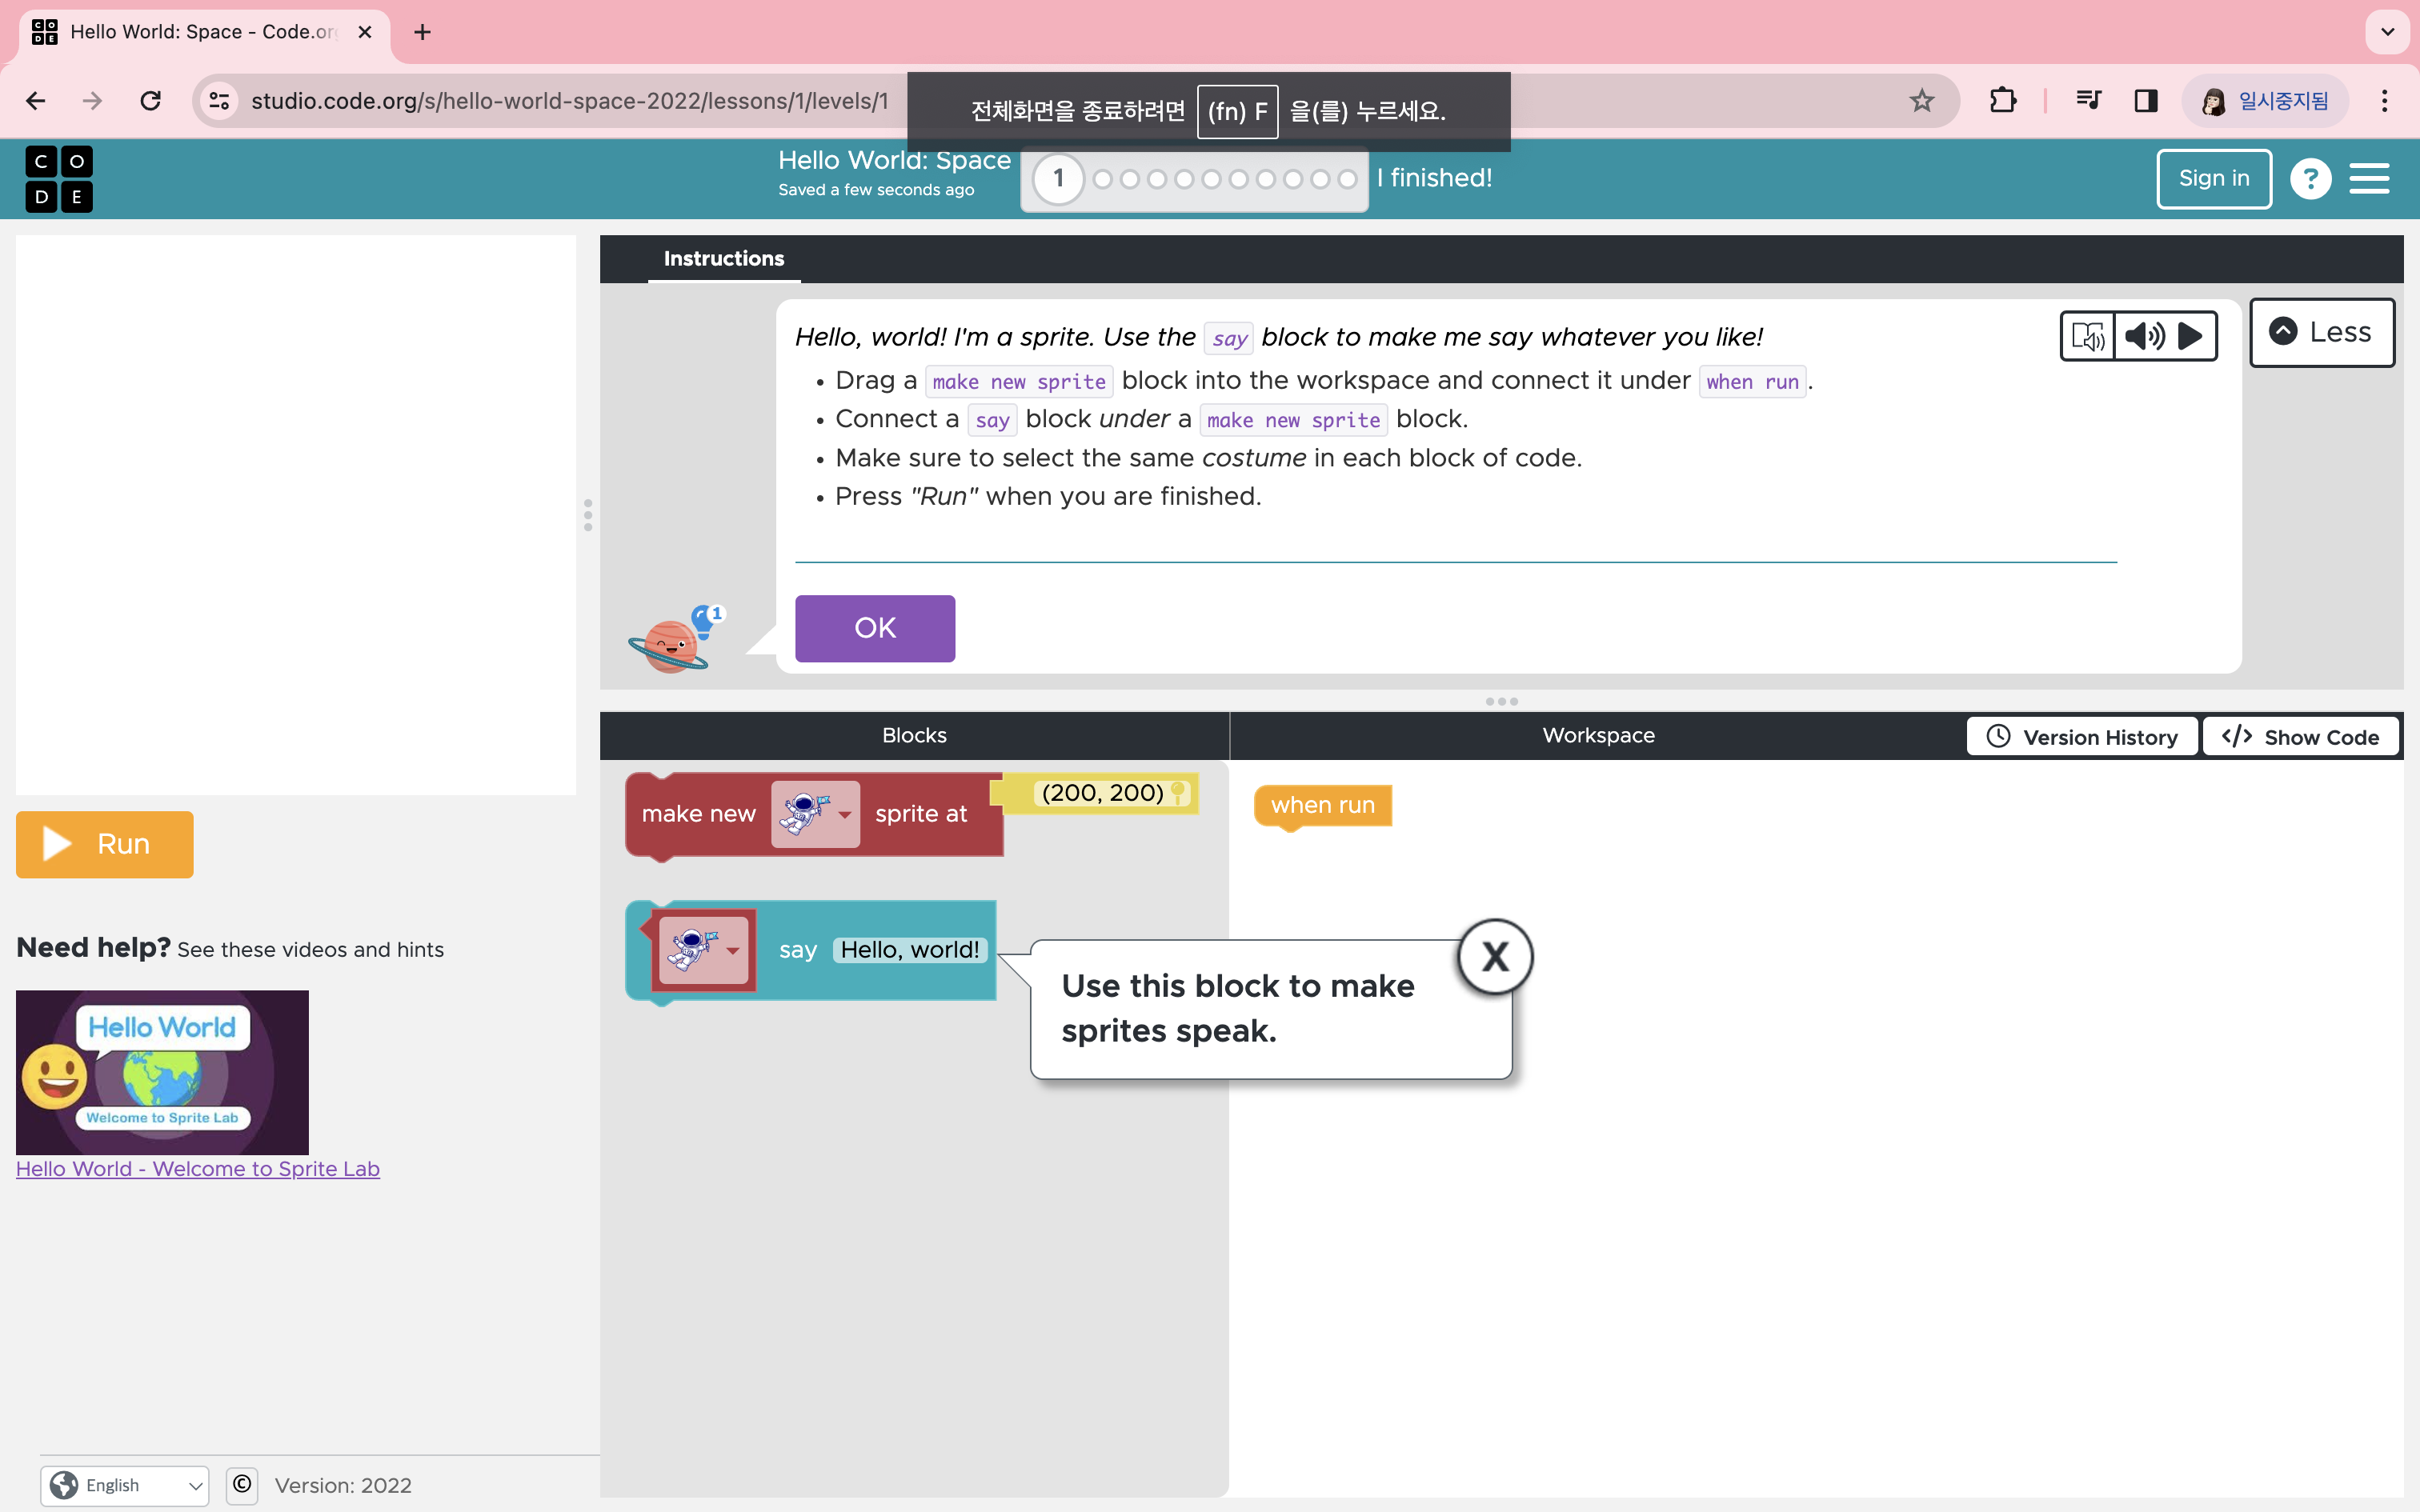 Hello World: Space - Code.or
studio.code.org/s/hello-world-space-2022/lessons/1/levels/1
전체화면을 종료하려면 (fn) F 을(를) 누르세요.
일시중지됨
C O
D E
Hello World: Space
Saved a few seconds ago
1
I finished!
Sign in
?
Instructions
Hello, world! I'm a sprite. Use the say block to make me say whatever you like!
• Drag a make new sprite block into the workspace and connect it under when run.
• Connect a say block under a make new sprite block.
• Make sure to select the same costume in each block of code.
• Press "Run" when you are finished.
Less
1
OK
Blocks
Workspace
Version History
</> Show Code
make new sprite at (200, 200)
when run
say Hello, world!
Use this block to make
sprites speak.
X
Run
Need help? See these videos and hints
Hello World
Welcome to Sprite Lab
Hello World - Welcome to Sprite Lab
English
©
Version: 2022